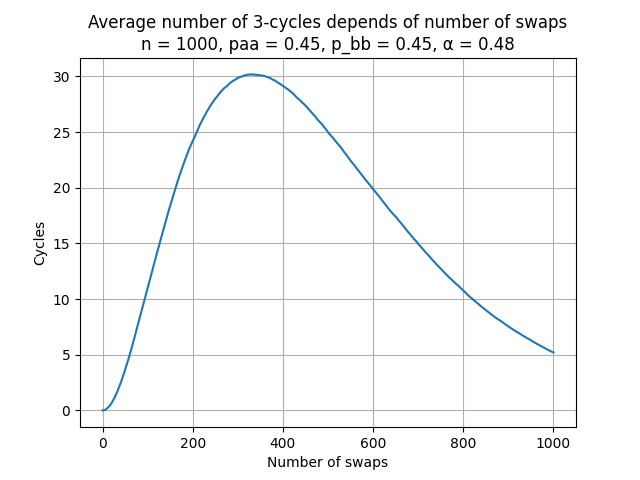 Average number of 3-cycles depends of number of swaps
n = 1000, paa = 0.45, p_bb = 0.45, α = 0.48
30
25
20
15
10
5
0
Cycles
0 200 400 600 800 1000
Number of swaps